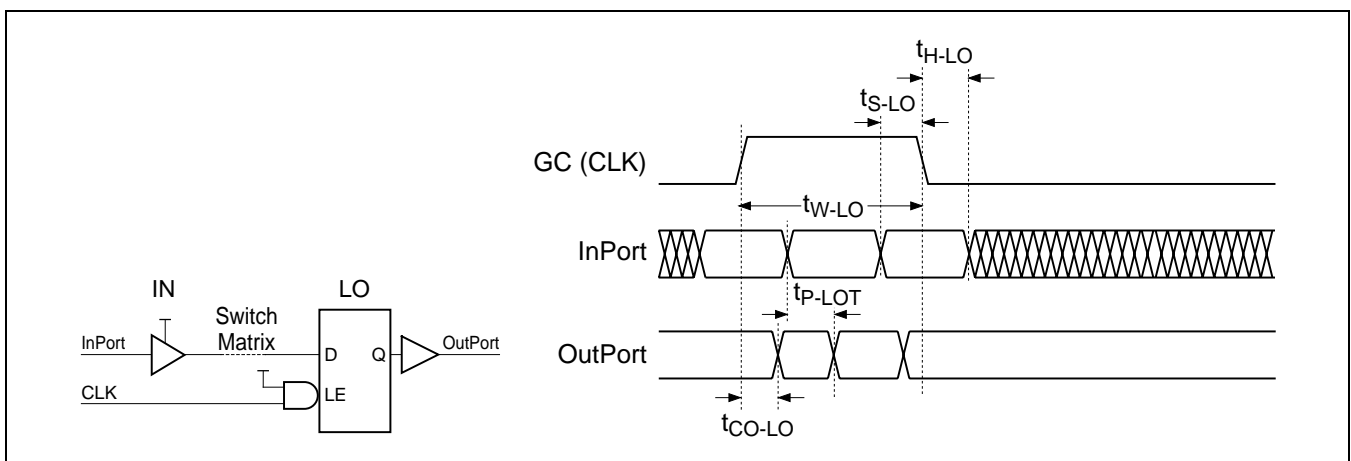 IN
LO
InPort
Switch
Matrix
D
Q
OutPort
CLK
LE
tH-LO
tS-LO
GC (CLK)
tW-LO
InPort
tP-LOT
OutPort
tCO-LO